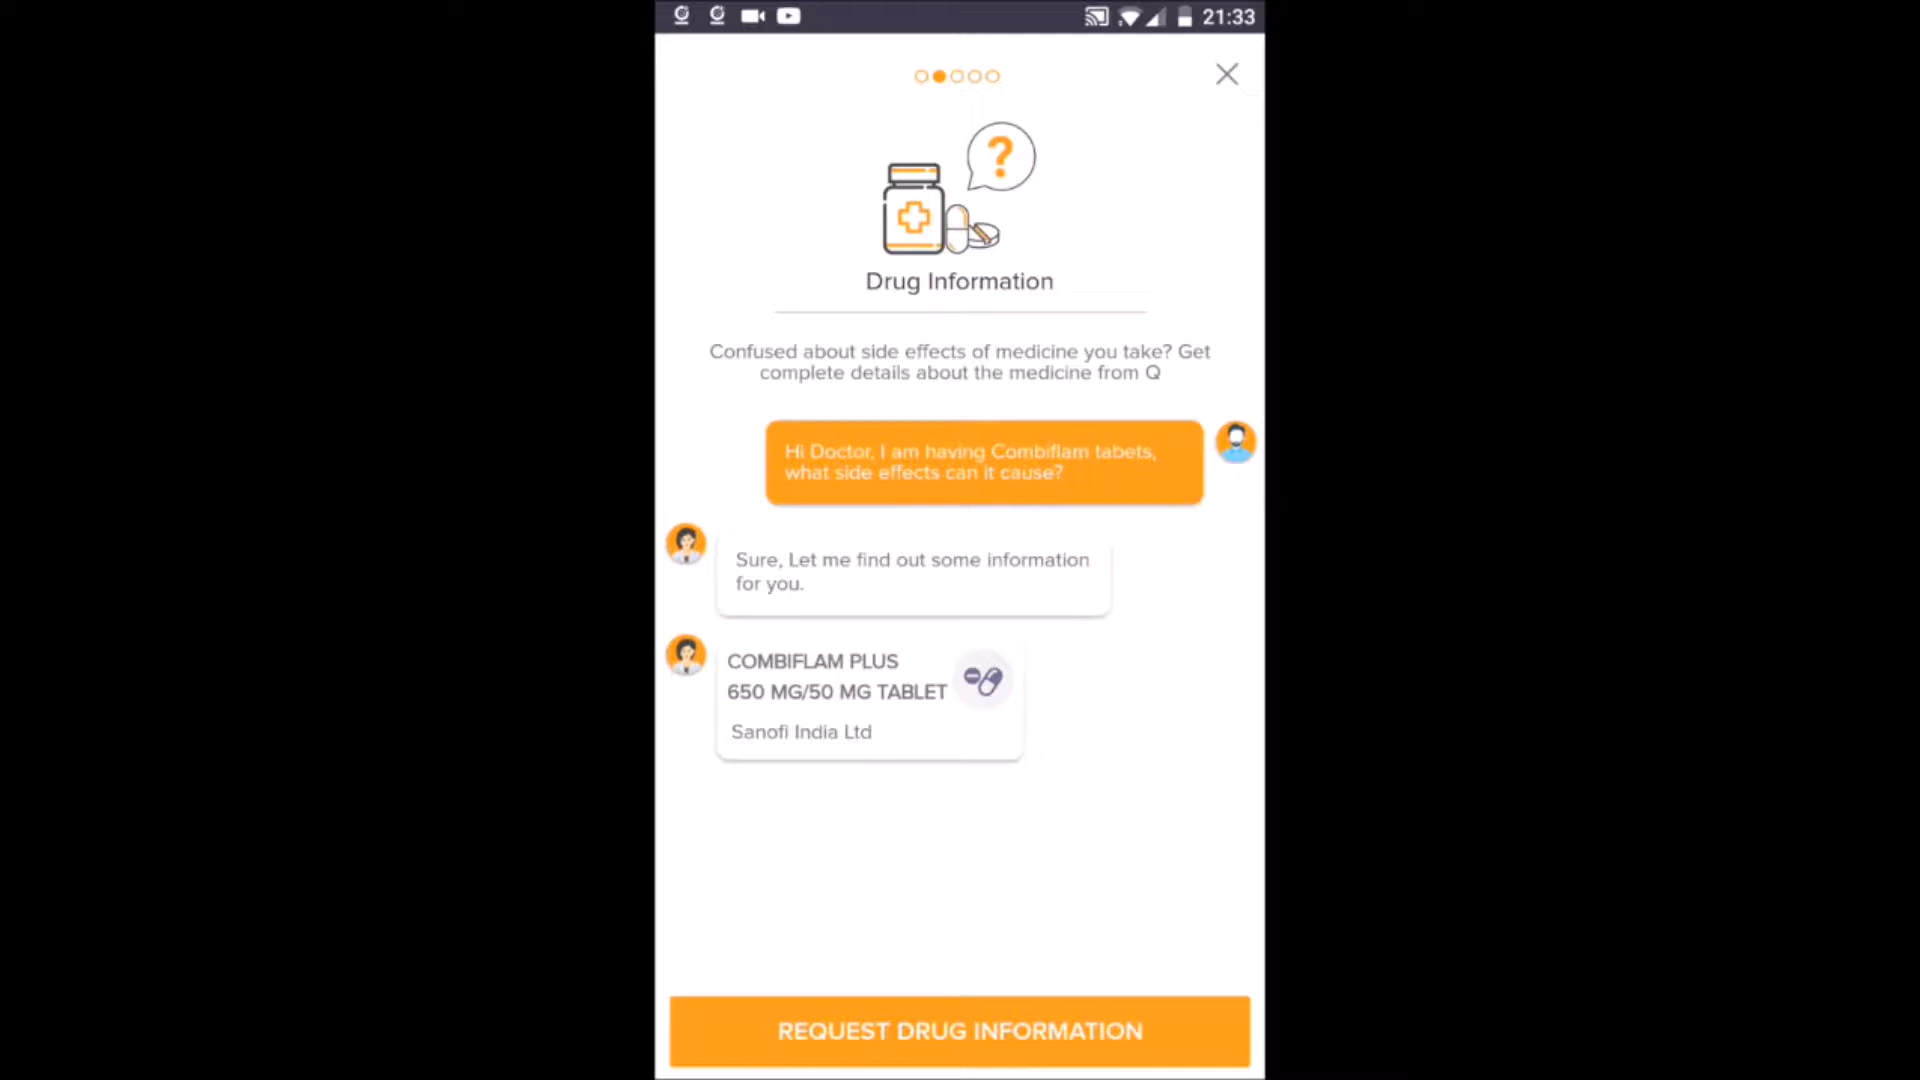 21:33
?
Drug Information
Confused about side effects of medicine you take? Get
complete details about the medicine from Q
Hi Doctor, I am having Combiflam tabets,
what side effects can it cause?
Sure, Let me find out some information
for you.
COMBIFLAM PLUS
650 MG/50 MG TABLET
Sanofi India Ltd
REQUEST DRUG INFORMATION